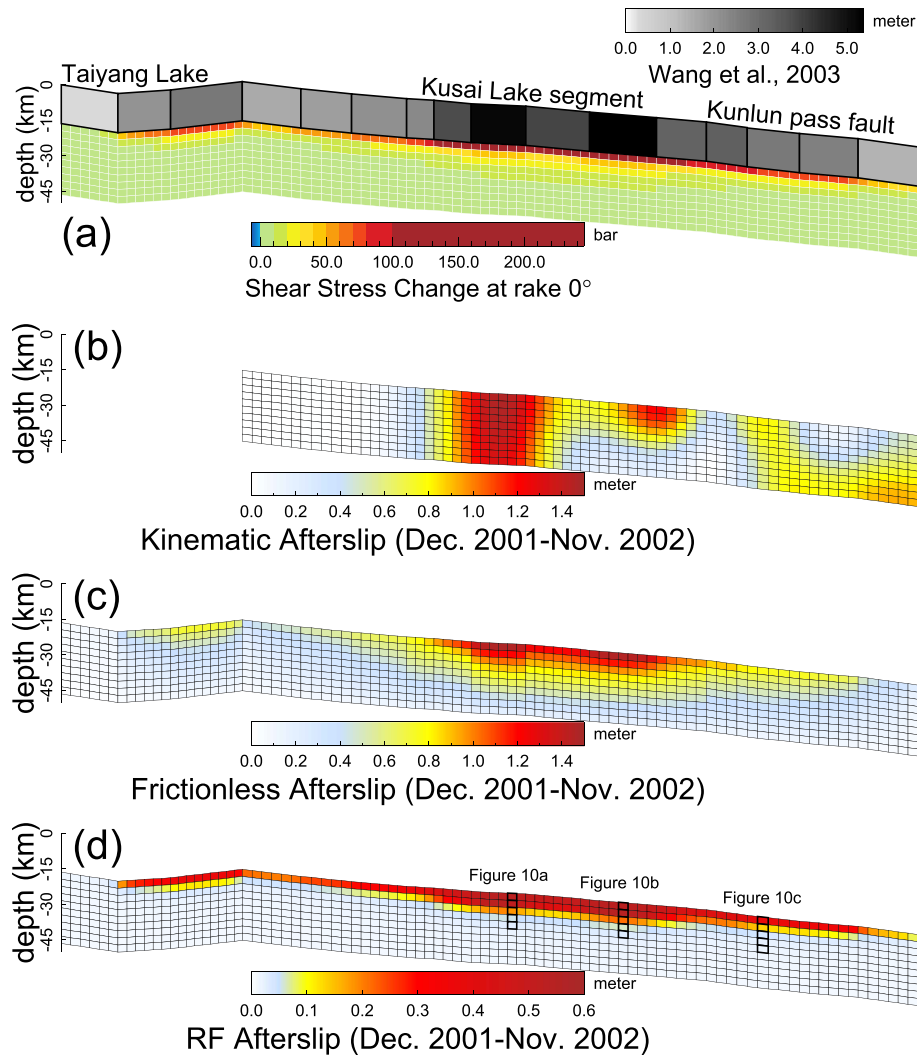 meter
0.0 1.0 2.0 3.0 4.0 5.0
Wang et al., 2003
Taiyang Lake
Kusai Lake segment
Kunlun pass fault
depth (km)
0
-15
-30
-45
(a)
bar
0.0 50.0 100.0 150.0 200.0
Shear Stress Change at rake 0°
(b)
depth (km)
0
-15
-30
-45
meter
0.0 0.2 0.4 0.6 0.8 1.0 1.2 1.4
Kinematic Afterslip (Dec. 2001-Nov. 2002)
(c)
depth (km)
0
-15
-30
-45
meter
0.0 0.2 0.4 0.6 0.8 1.0 1.2 1.4
Frictionless Afterslip (Dec. 2001-Nov. 2002)
(d)
depth (km)
0
-15
-30
-45
Figure 10a
Figure 10b
Figure 10c
meter
0.0 0.1 0.2 0.3 0.4 0.5 0.6
RF Afterslip (Dec. 2001-Nov. 2002)